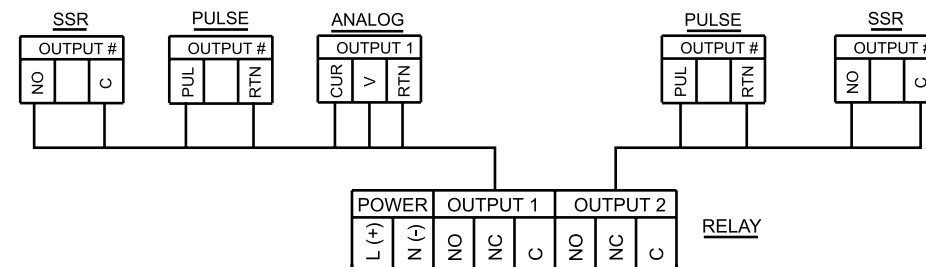 SSR PULSE ANALOG PULSE SSR
OUTPUT # OUTPUT # OUTPUT 1 OUTPUT # OUTPUT #
NO C PUL RTN CUR V RTN PUL RTN NO C
POWER OUTPUT 1 OUTPUT 2
RELAY
L (+) N (-) NO NC C NO NC C